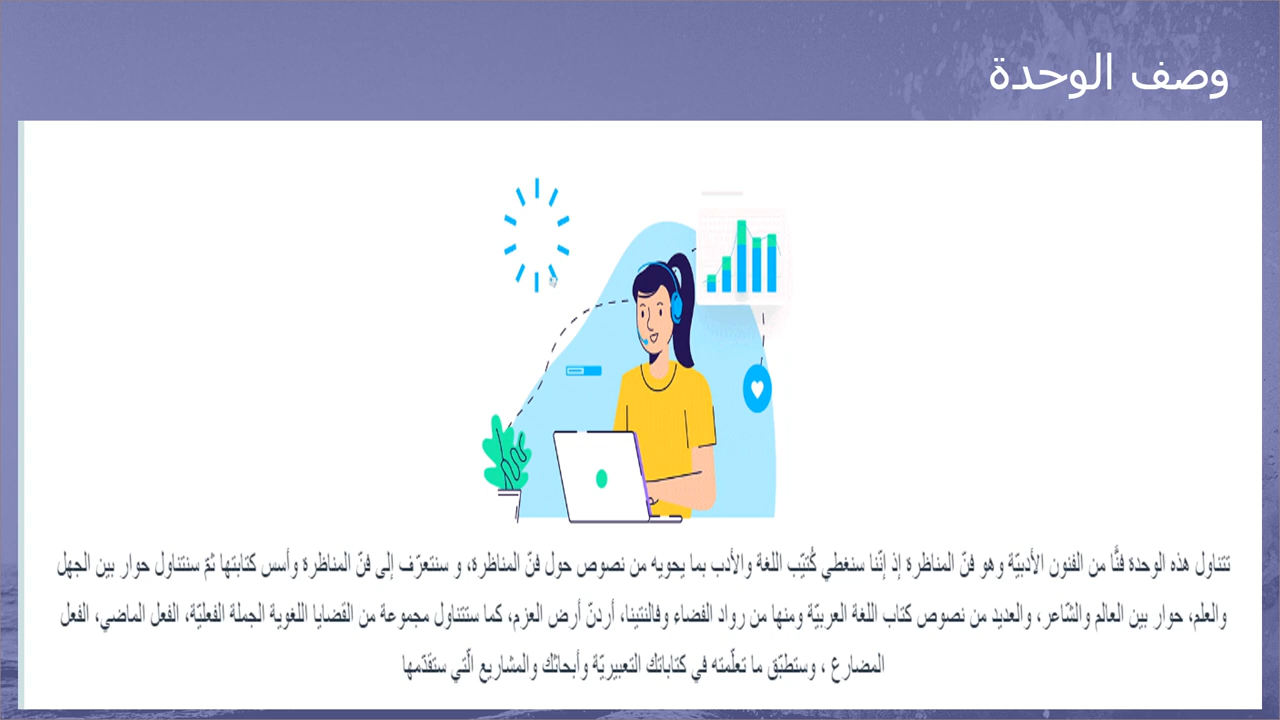 وصف الوحدة
تتناول هذه الوحدة فنًّا من الفنون الأدبيّة وهو فنّ المناظرة إذ إنّنا سنغطي كُتيّب اللغة والأدب بما يحويه من نصوص حول فنّ المناظرة، و سنتعرّف إلى فنّ المناظرة وأسس كتابتها ثمّ سنتناول حوار بين الجهل
والعلم، حوار بين العالم والشّاعر، والعديد من نصوص كتاب اللغة العربيّة ومنها من رواد الفضاء وفالنتينا، أردنّ أرض العزم، كما ستتناول مجموعة من القضايا اللغوية الجملة الفعليّة، الفعل الماضي، الفعل
المضارع ، وستطبّق ما تعلّمته في كتاباتك التعبيريّة وأبحاثك والمشاريع الّتي ستقدّمها